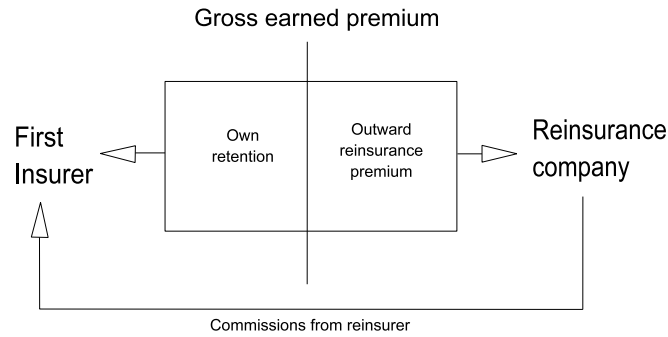 Gross earned premium
First
Insurer
Own
retention
Outward
reinsurance
premium
Reinsurance
company
Commissions from reinsurer